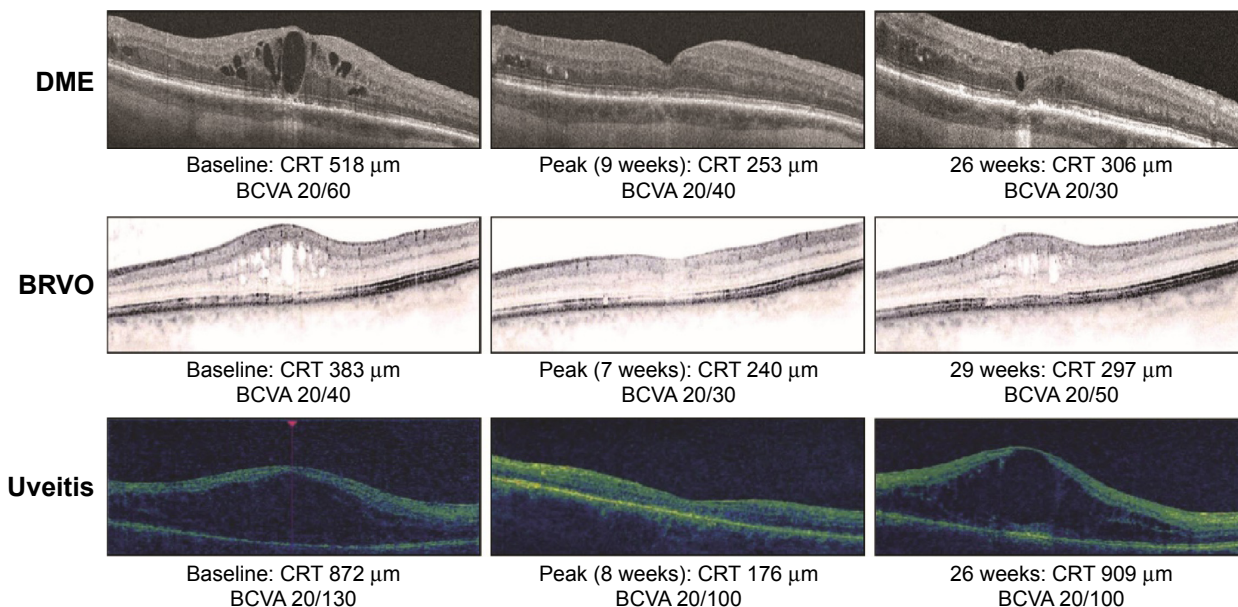 DME
Baseline: CRT 518 μm
BCVA 20/60
Peak (9 weeks): CRT 253 μm
BCVA 20/40
26 weeks: CRT 306 μm
BCVA 20/30
BRVO
Baseline: CRT 383 μm
BCVA 20/40
Peak (7 weeks): CRT 240 μm
BCVA 20/30
29 weeks: CRT 297 μm
BCVA 20/50
Uveitis
Baseline: CRT 872 μm
BCVA 20/130
Peak (8 weeks): CRT 176 μm
BCVA 20/100
26 weeks: CRT 909 μm
BCVA 20/100